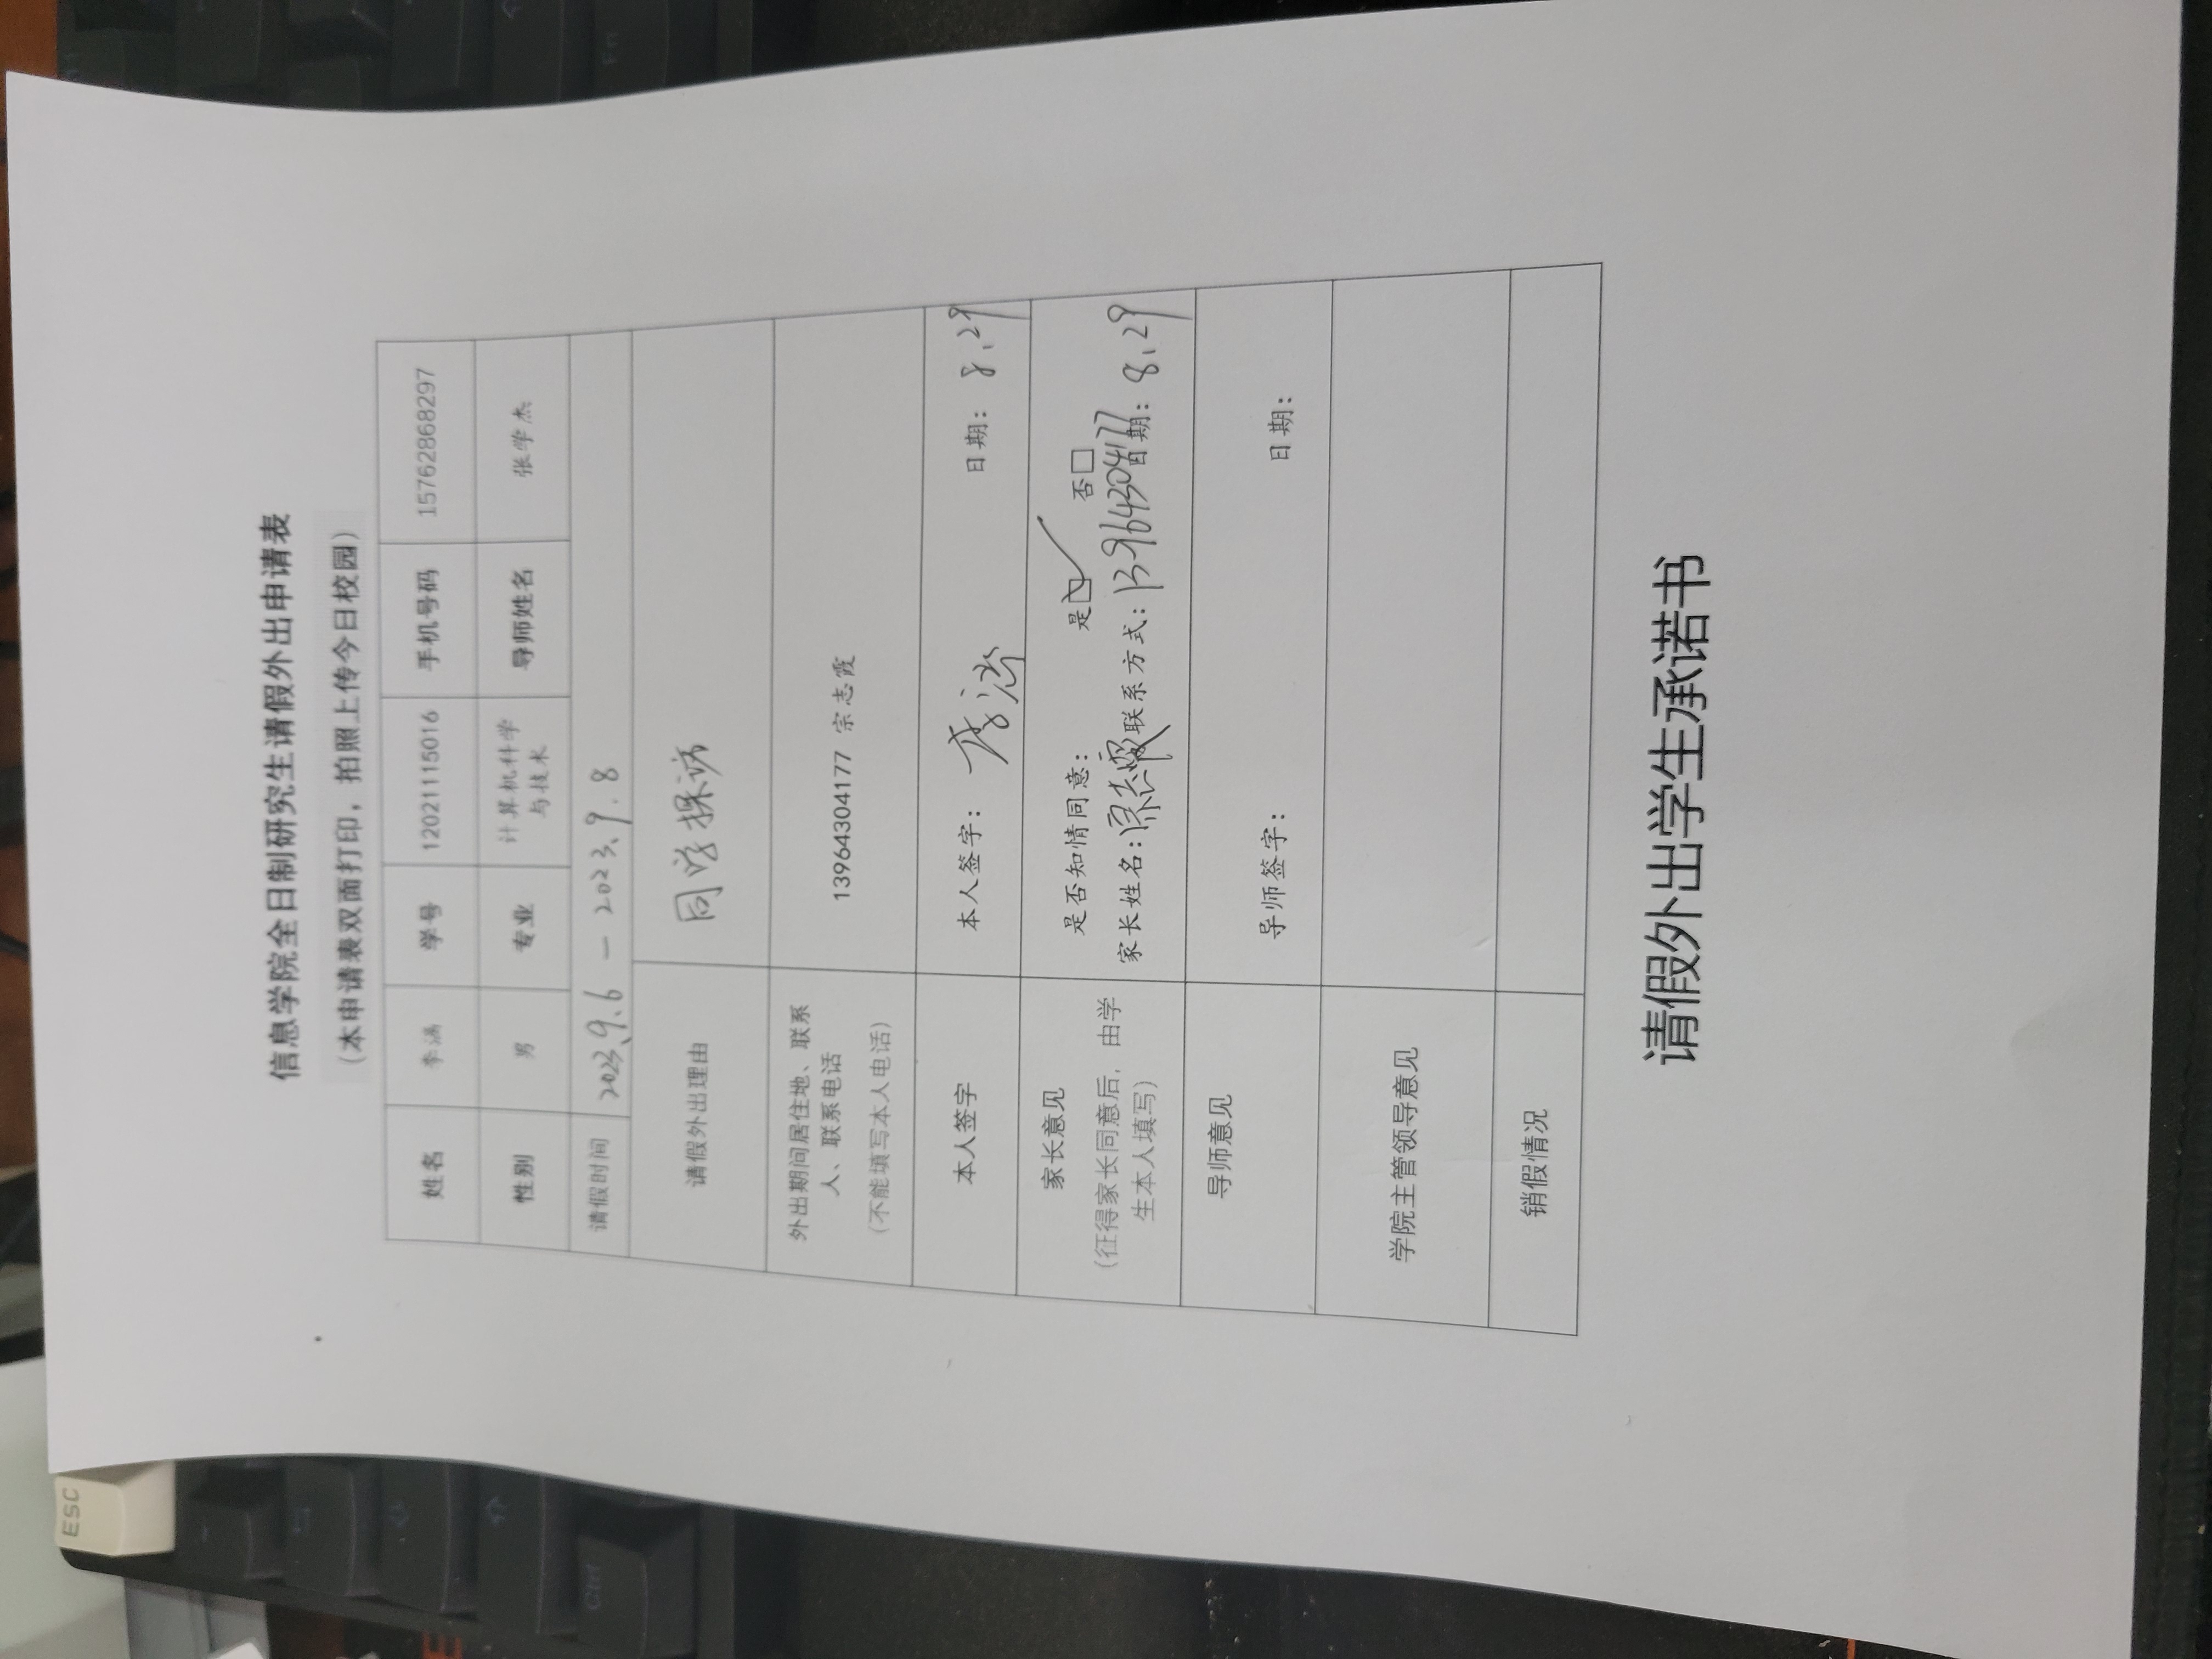 ESC
信息学院全日制研究生请假外出申请表
（本申请表双面打印，拍照上传今日校园）
姓名 李 学号 12021115016 手机号码 15762868297
性别 男 专业 计算机科学与技术 导师姓名 张学杰
请假时间 2023.9.6 — 2023.9.8
请假外出理由 同学探访
外出期间居住地、联系
人、联系电话
（不能填写本人电话）
13964304177 宗志霞
本人签字 本人签字： 李 日期： 8.29
家长意见
（征得家长同意后，由学
生本人填写）
是否知情同意： 是☑ 否□
家长姓名：宗志霞 联系方式：13964304177 日期： 8.29
导师意见
导师签字： 日期：
学院主管领导意见
销假情况
请假外出学生承诺书
Ctrl
Fn